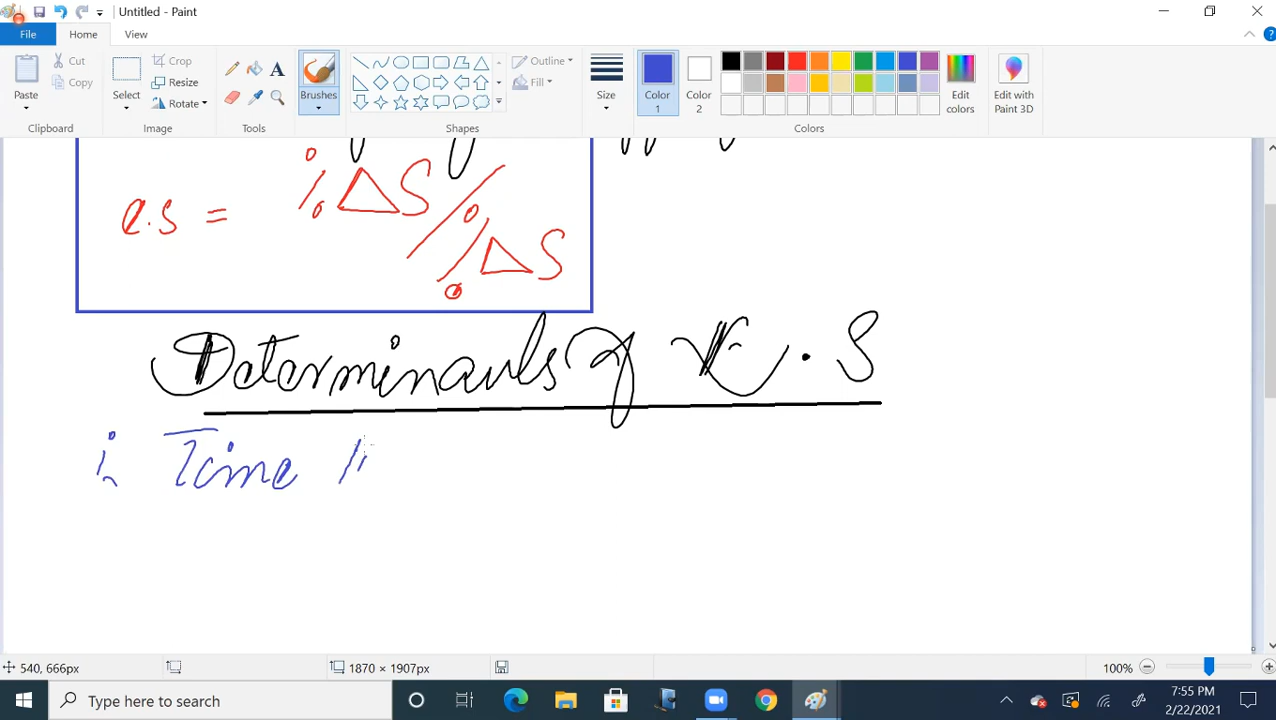 Untitled - Paint
File Home View
Paste
Cut
Copy
Clipboard
Select
Crop
Resize
Rotate
Image
A
Tools
Brushes
Outline
Fill
Shapes
Size
Color 1
Color 2
Edit colors
Colors
Edit with Paint 3D
e.s = % △S / % △S
Determinants of E.S
i, Time
540, 666px
1870 × 1907px
100%
Type here to search
7:55 PM
2/22/2021